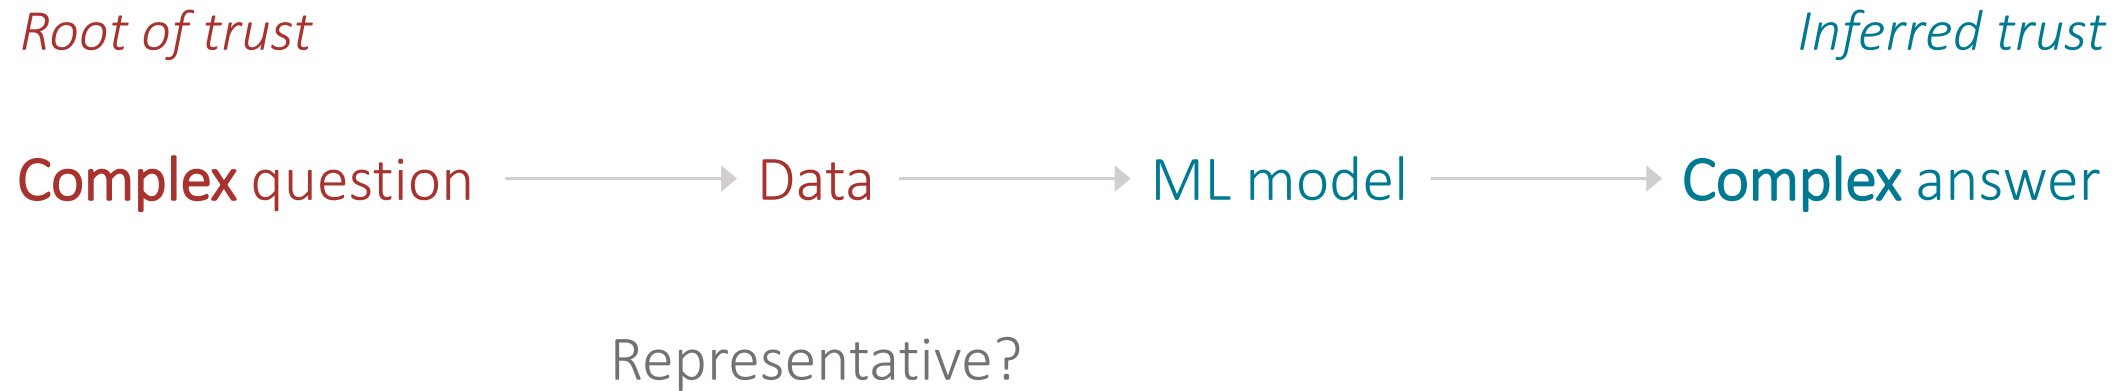 Root of trust Inferred trust
Complex question Data ML model Complex answer
Representative?